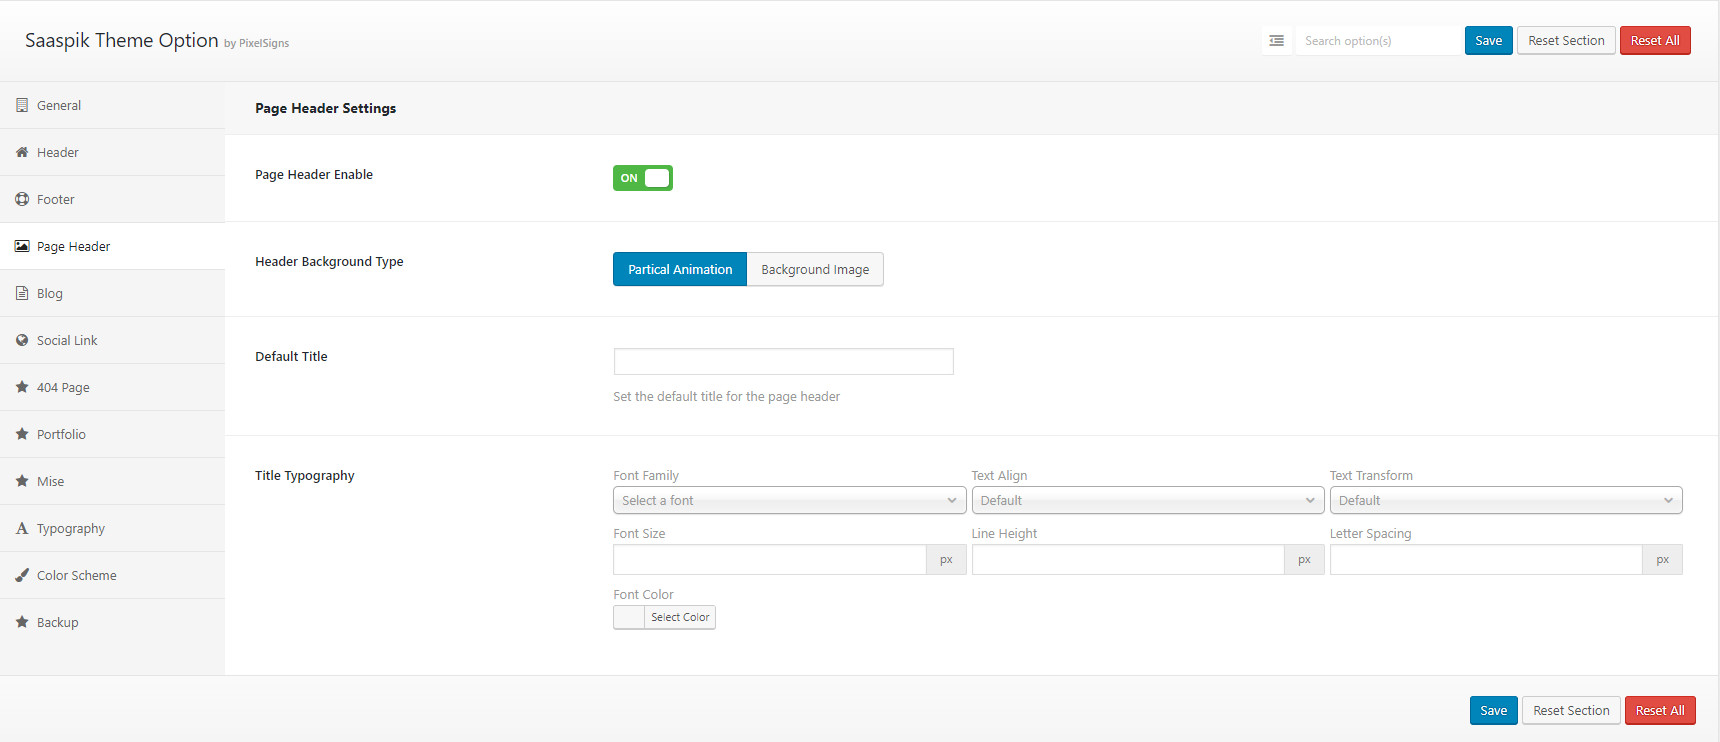 Saaspik Theme Option by PixelSigns
Search option(s)
Save
Reset Section
Reset All
General
Header
Footer
Page Header
Blog
Social Link
404 Page
Portfolio
Mise
Typography
Color Scheme
Backup
Page Header Settings
Page Header Enable
ON
Header Background Type
Partical Animation
Background Image
Default Title
Set the default title for the page header
Title Typography
Font Family
Text Align
Text Transform
Select a font
Default
Default
Font Size
Line Height
Letter Spacing
px
px
px
Font Color
Select Color
Save
Reset Section
Reset All